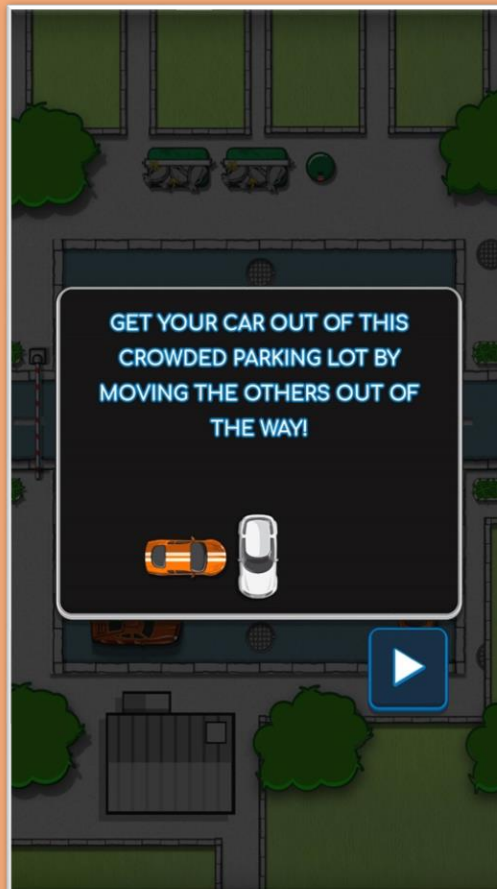 GET YOUR CAR OUT OF THIS
CROWDED PARKING LOT BY
MOVING THE OTHERS OUT OF
THE WAY!